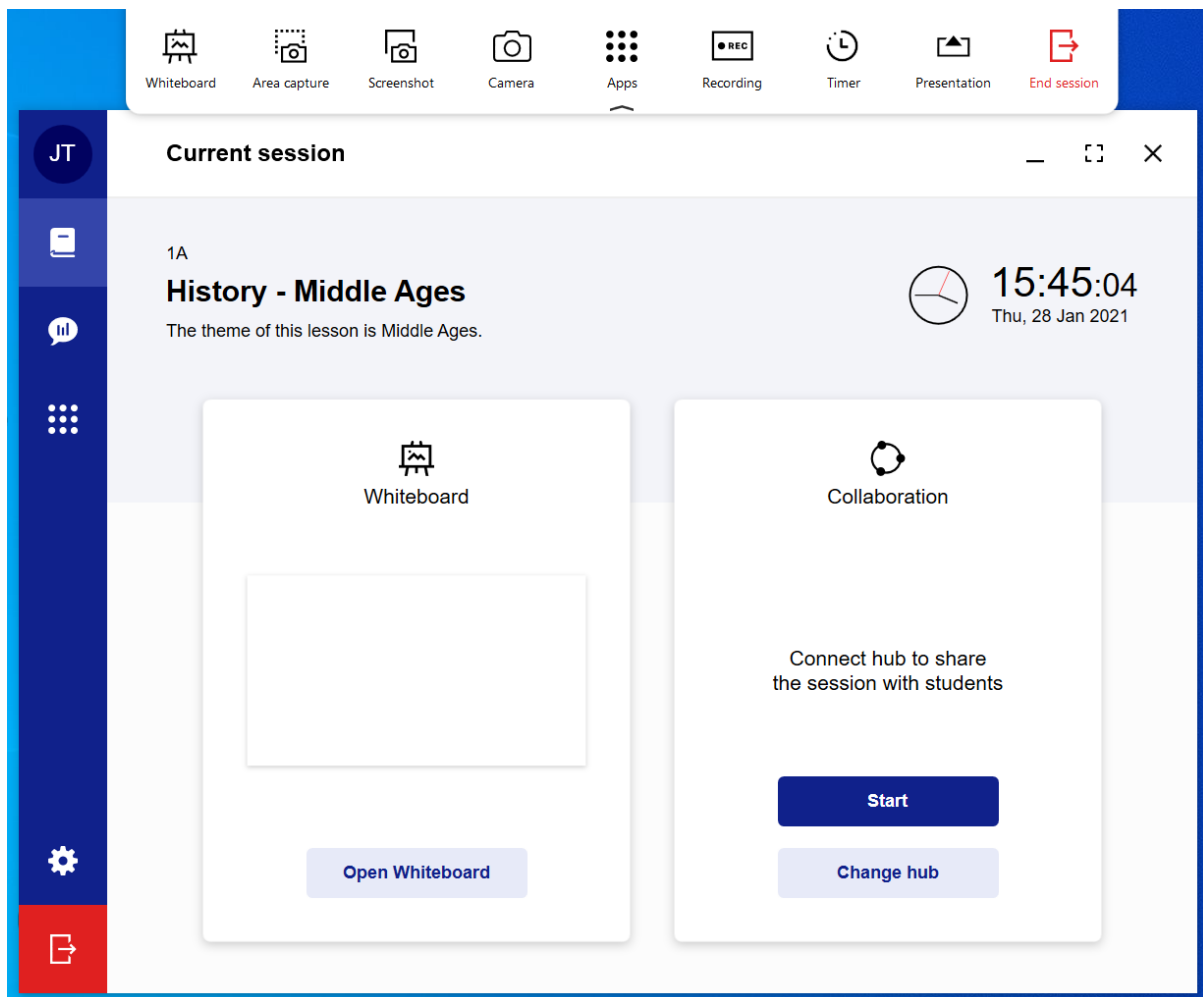 Whiteboard
Area capture
Screenshot
Camera
Apps
REC
Recording
Timer
Presentation
End session
JT
Current session
1A
History - Middle Ages
The theme of this lesson is Middle Ages.
15:45:04
Thu, 28 Jan 2021
Whiteboard
Open Whiteboard
Collaboration
Connect hub to share
the session with students
Start
Change hub